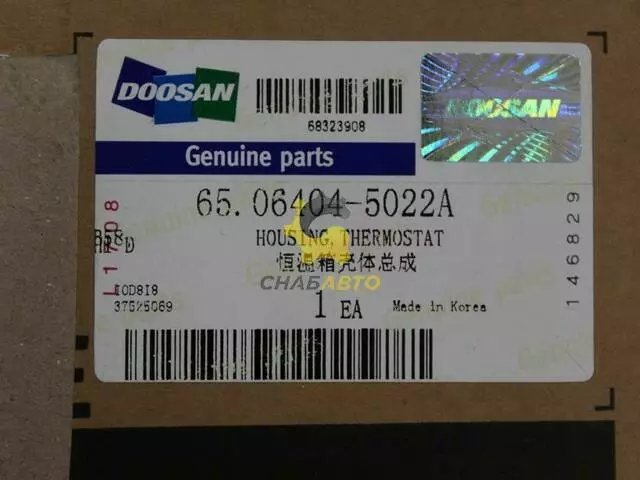 DOOSAN
68323908
DOOSAN
Genuine parts
65.06404-5022A
L1708
HOUSING, THERMOSTAT
恒温箱壳体总成
СНАБАВТО
146829
37525069
1 EA
Made in Korea